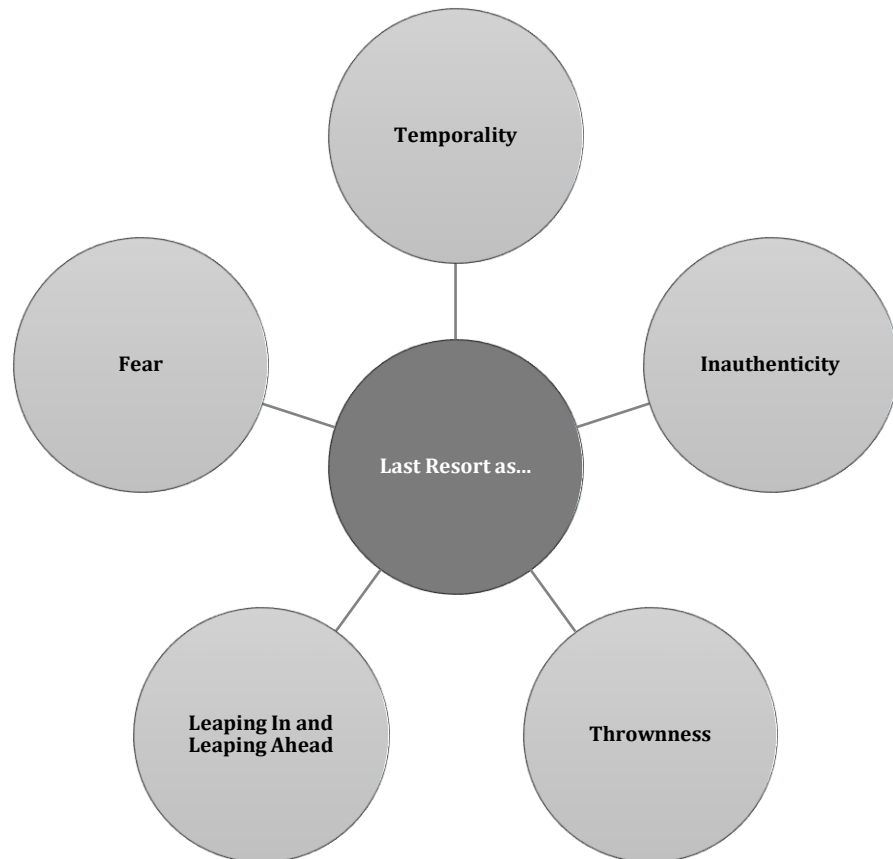 Temporality
Fear
Inauthenticity
Last Resort as...
Leaping In and
Leaping Ahead
Thrownness